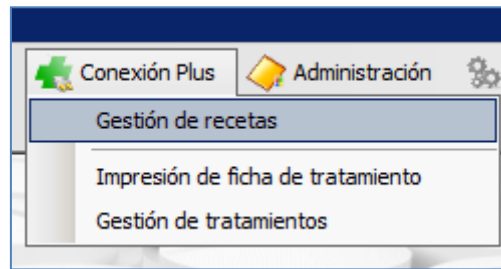 Conexión Plus Administración
Gestión de recetas
Impresión de ficha de tratamiento
Gestión de tratamientos